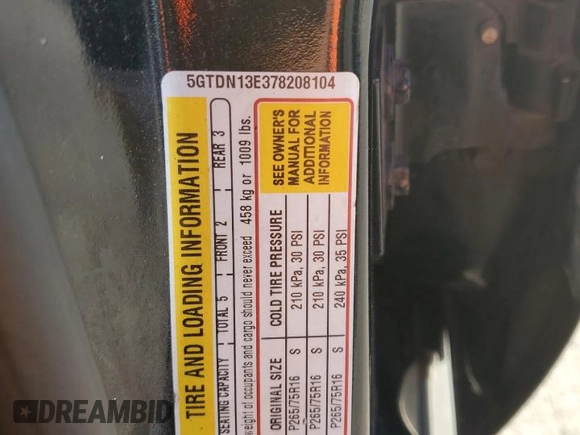 5GTDN13E378208104
TIRE AND LOADING INFORMATION
SEATING CAPACITY TOTAL 5 FRONT 2 REAR 3
weight of occupants and cargo should never exceed 458 kg or 1009 lbs.
ORIGINAL SIZE COLD TIRE PRESSURE
P265/75R16 S 210 kPa, 30 PSI
P265/75R16 S 210 kPa, 30 PSI
P265/75R16 S 240 kPa, 35 PSI
SEE OWNER'S
MANUAL FOR
ADDITIONAL
INFORMATION
DREAMBID